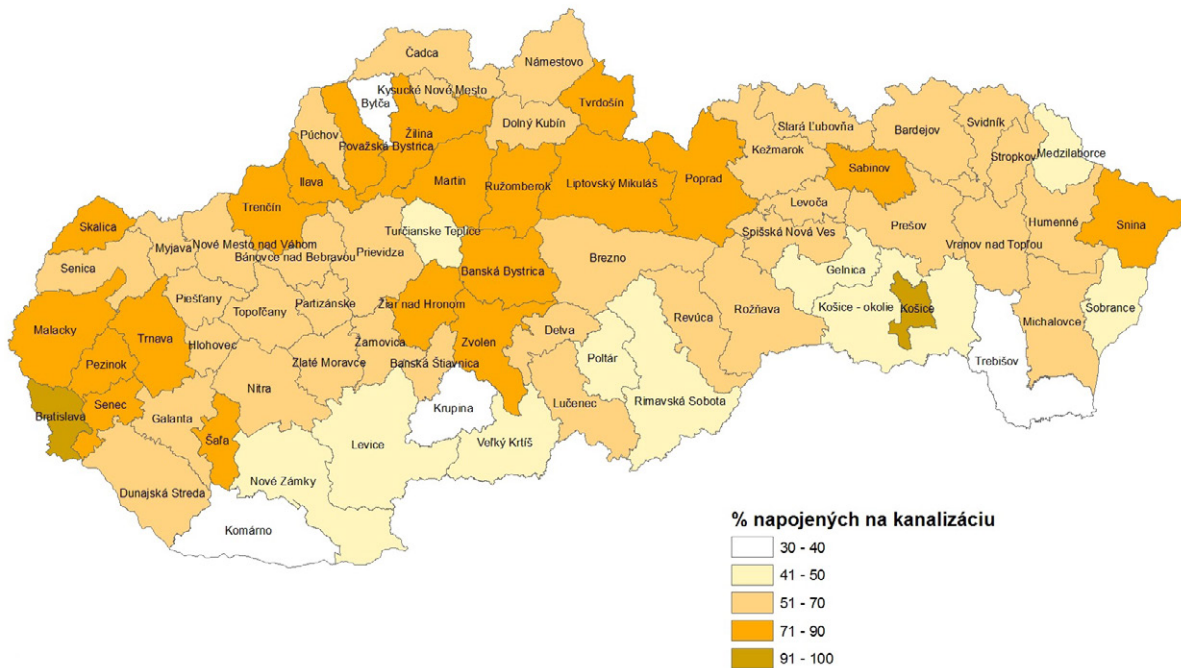 Čadca
Námestovo
Kysucké Nové Mesto
Bytča
Tvrdošín
Púchov
Žilina
Dolný Kubín
Považská Bystrica
Stará Ľubovňa
Bardejov
Svidník
Stropkov
Medzilaborce
Kežmarok
Sabinov
Ilava
Martin
Ružomberok
Liptovský Mikuláš
Poprad
Levoča
Trenčín
Skalica
Turčianske Teplice
Spišská Nová Ves
Prešov
Humenné
Snina
Myjava
Nové Mesto nad Váhom
Bánovce nad Bebravou
Prievidza
Vranov nad Topľou
Senica
Banská Bystrica
Brezno
Gelnica
Piešťany
Topoľčany
Partizánske
Žiar nad Hronom
Revúca
Rožňava
Košice - okolie
Košice
Sobrance
Malacky
Trnava
Hlohovec
Žarnovica
Zvolen
Detva
Michalovce
Pezinok
Zlaté Moravce
Banská Štiavnica
Poltár
Trebišov
Nitra
Bratislava
Senec
Galanta
Krupina
Lučenec
Rimavská Sobota
Šaľa
Levice
Veľký Krtíš
Nové Zámky
Dunajská Streda
Komárno
% napojených na kanalizáciu
30 - 40
41 - 50
51 - 70
71 - 90
91 - 100